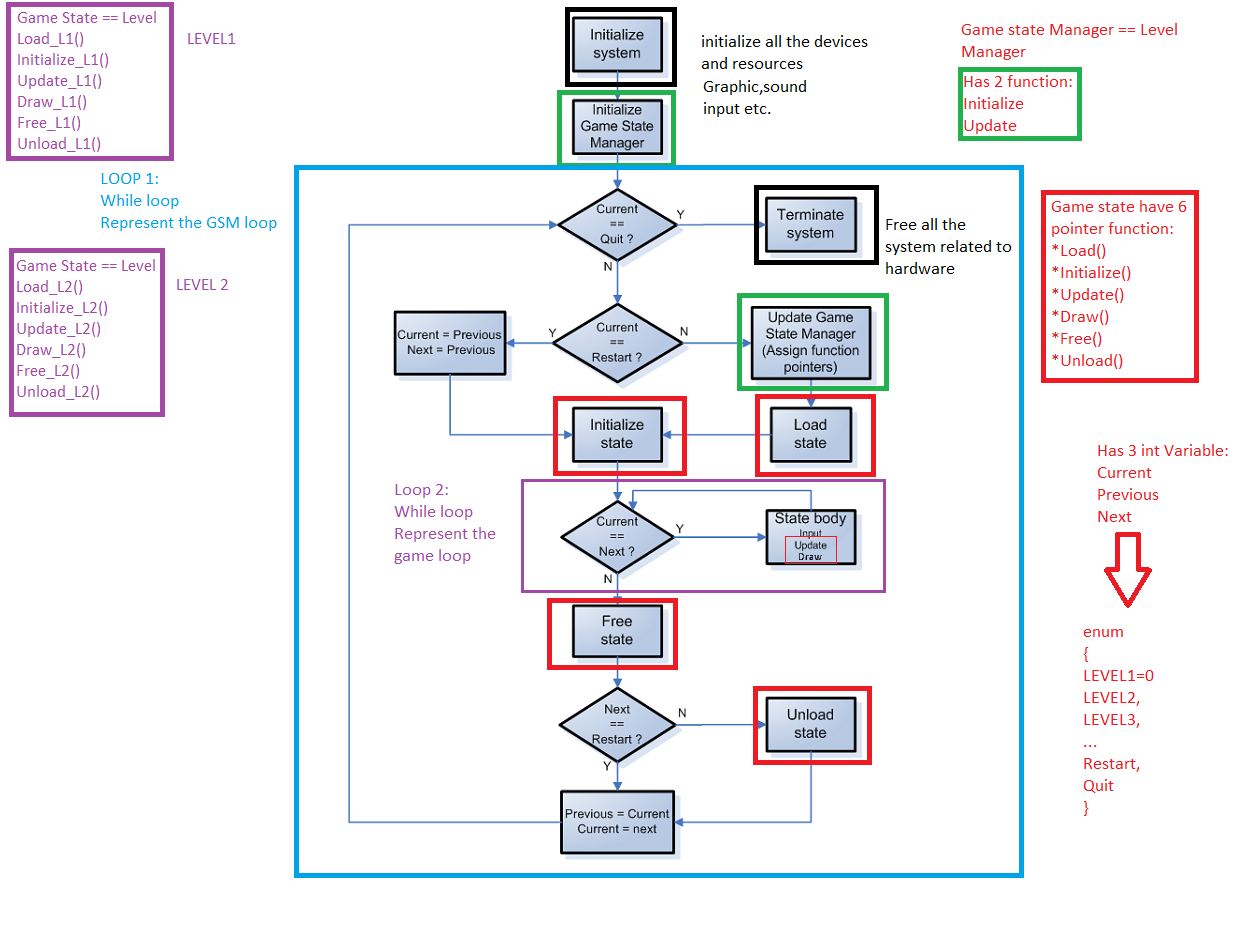 Game State == Level
Load_L1()
Initialize_L1()
Update_L1()
Draw_L1()
Free_L1()
Unload_L1()
LEVEL1
LOOP 1:
While loop
Represent the GSM loop
Game State == Level
Load_L2()
Initialize_L2()
Update_L2()
Draw_L2()
Free_L2()
Unload_L2()
LEVEL 2
Initialize
system
initialize all the devices
and resources
Graphic,sound
input etc.
Initialize
Game State
Manager
Game state Manager == Level
Manager
Has 2 function:
Initialize
Update
Current
==
Quit ?
Y
N
Terminate
system
Free all the
system related to
hardware
Current
==
Restart ?
Y
N
Current = Previous
Next = Previous
Update Game
State Manager
(Assign function
pointers)
Initialize
state
Load
state
Loop 2:
While loop
Represent the
game loop
Current
==
Next ?
Y
N
State body
Input
Update
Draw
Free
state
Next
==
Restart ?
N
Y
Unload
state
Previous = Current
Current = next
Game state have 6
pointer function:
*Load()
*Initialize()
*Update()
*Draw()
*Free()
*Unload()
Has 3 int Variable:
Current
Previous
Next
enum
{
LEVEL1=0
LEVEL2,
LEVEL3,
...
Restart,
Quit
}